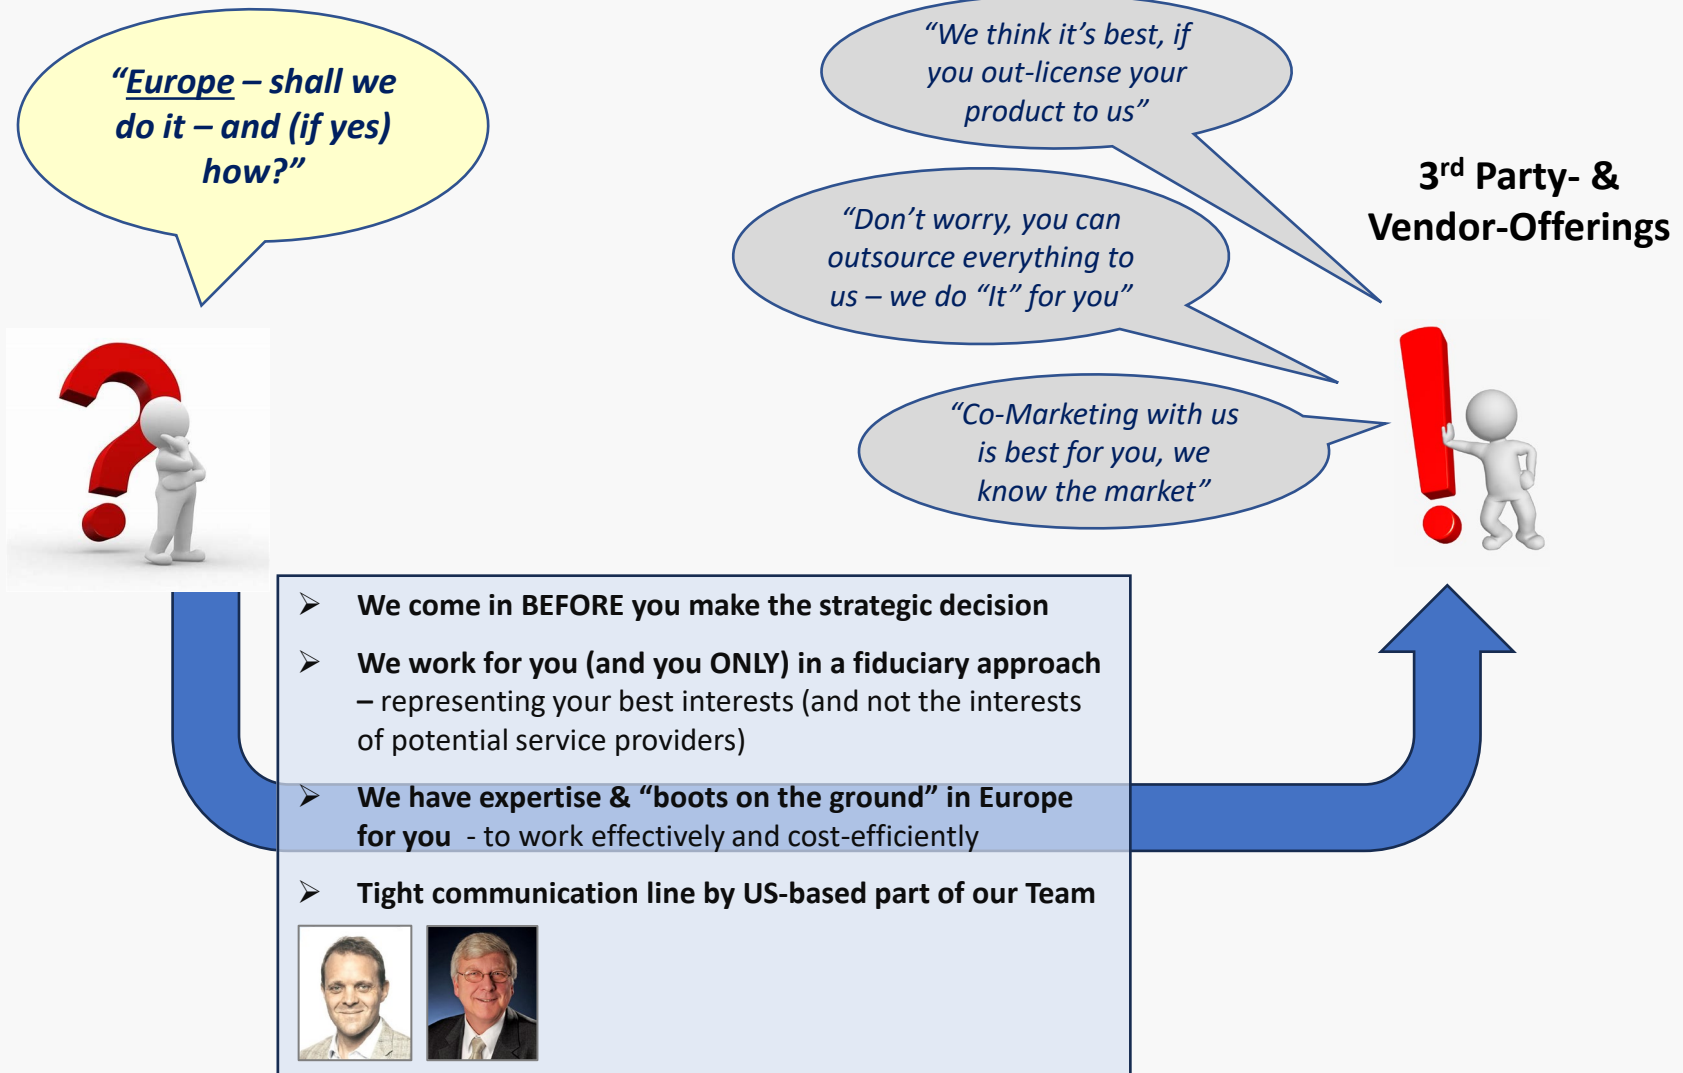 “Europe – shall we
do it – and (if yes)
how?”
“We think it’s best, if
you out-license your
product to us”
3rd Party- &
Vendor-Offerings
“Don’t worry, you can
outsource everything to
us – we do “It” for you”
“Co-Marketing with us
is best for you, we
know the market”
➢ We come in BEFORE you make the strategic decision
➢ We work for you (and you ONLY) in a fiduciary approach
– representing your best interests (and not the interests
of potential service providers)
➢ We have expertise & “boots on the ground” in Europe
for you - to work effectively and cost-efficiently
➢ Tight communication line by US-based part of our Team